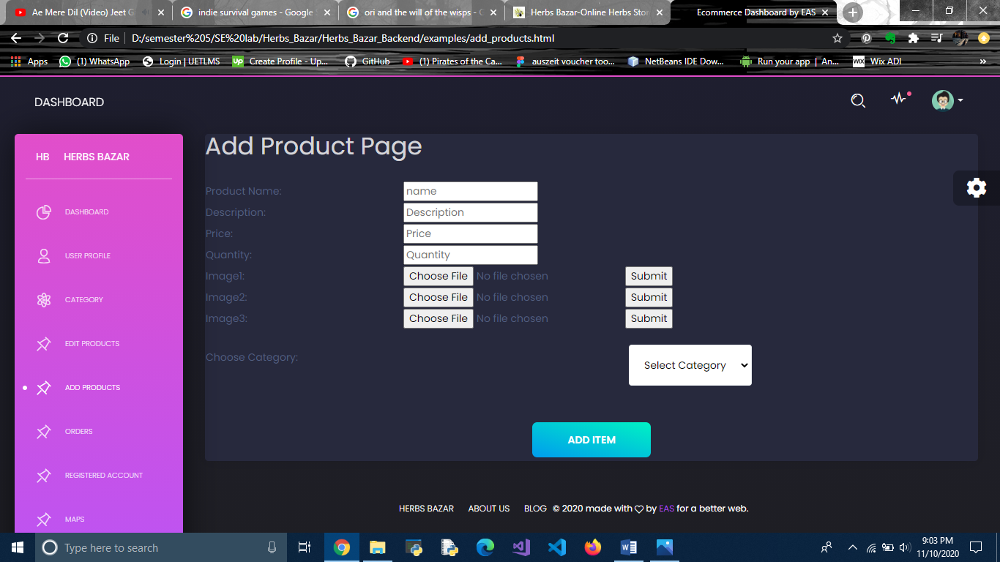 Ae Mere Dil (Video) Jeet G
indie survival games - Google
ori and the will of the wisps - G
Herbs Bazar-Online Herbs Stor
Ecommerce Dashboard by EAS
File D:/semester%205/SE%20lab/Herbs_Bazar/Herbs_Bazar_Backend/examples/add_products.html
Apps (1) WhatsApp Login | UETLMS Up Create Profile - Up... GitHub (1) Pirates of the Ca... auszeit voucher too... NetBeans IDE Dow... Run your app | An... WIX Wix ADI »
DASHBOARD
HB HERBS BAZAR
DASHBOARD
USER PROFILE
CATEGORY
EDIT PRODUCTS
ADD PRODUCTS
ORDERS
REGISTERED ACCOUNT
MAPS
Add Product Page
Product Name: name
Description: Description
Price: Price
Quantity: Quantity
Image1: Choose File No file chosen Submit
Image2: Choose File No file chosen Submit
Image3: Choose File No file chosen Submit
Choose Category: Select Category
ADD ITEM
HERBS BAZAR ABOUT US BLOG © 2020 made with ♡ by EAS for a better web.
Type here to search
9:03 PM
11/10/2020